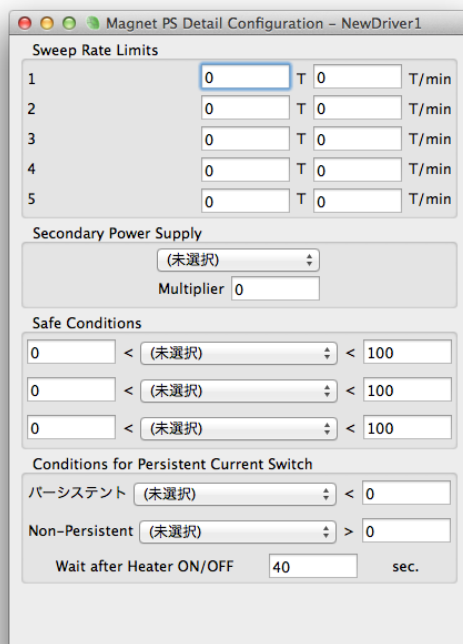 Magnet PS Detail Configuration – NewDriver1
Sweep Rate Limits
1 0 T 0 T/min
2 0 T 0 T/min
3 0 T 0 T/min
4 0 T 0 T/min
5 0 T 0 T/min
Secondary Power Supply
(未選択)
Multiplier 0
Safe Conditions
0 < (未選択) < 100
0 < (未選択) < 100
0 < (未選択) < 100
Conditions for Persistent Current Switch
パーシステント (未選択) < 0
Non-Persistent (未選択) > 0
Wait after Heater ON/OFF 40 sec.